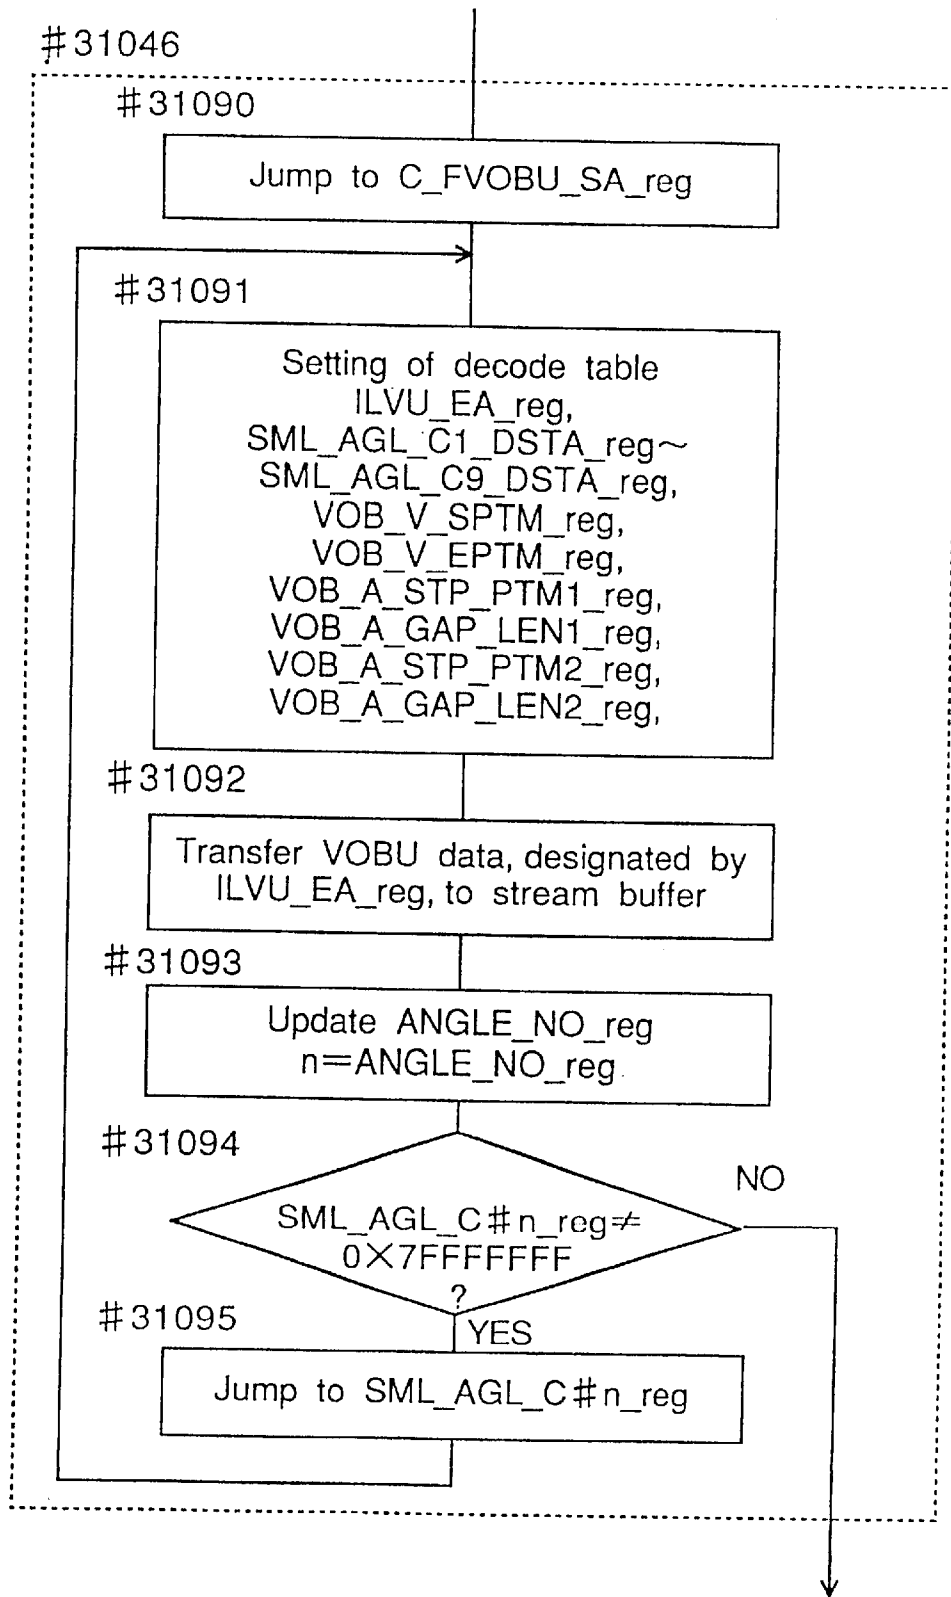 #31046
#31090
Jump to C_FVOBU_SA_reg
#31091
Setting of decode table
ILVU_EA_reg,
SML_AGL_C1_DSTA_reg~
SML_AGL_C9_DSTA_reg,
VOB_V_SPTM_reg,
VOB_V_EPTM_reg,
VOB_A_STP_PTM1_reg,
VOB_A_GAP_LEN1_reg,
VOB_A_STP_PTM2_reg,
VOB_A_GAP_LEN2_reg,
#31092
Transfer VOBU data, designated by
ILVU_EA_reg, to stream buffer
#31093
Update ANGLE_NO_reg
n=ANGLE_NO_reg
#31094
NO
SML_AGL_C#n_reg≠
0×7FFFFFFF
?
#31095
YES
Jump to SML_AGL_C#n_reg